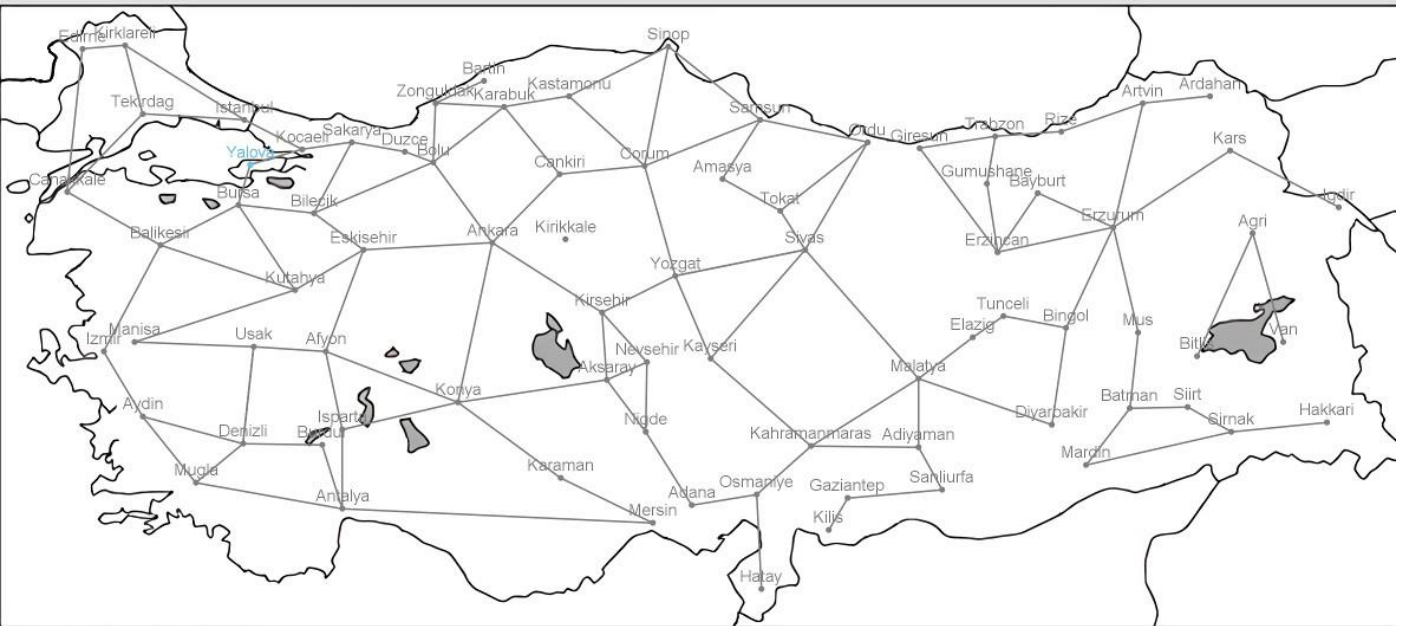 Sinop
Edirne
Kirklareli
Bartin
Zonguldak
Karabuk
Kastamonu
Ardahan
Artvin
Tekirdag
Istanbul
Samsun
Kocaeli
Sakarya
Duzce
Bolu
Ordu
Giresun
Trabzon
Rize
Kars
Yalova
Cankiri
Corum
Amasya
Canakkale
Gumushane
Bayburt
Bursa
Bilecik
Tokat
Igdir
Balikesir
Eskisehir
Ankara
Kirikkale
Sivas
Erzincan
Erzurum
Agri
Kutahya
Yozgat
Kirsehir
Tunceli
Bingol
Elazig
Mus
Izmir
Manisa
Usak
Afyon
Nevsehir
Kayseri
Aksaray
Malatya
Bitlis
Van
Aydin
Konya
Isparta
Nigde
Diyarbakir
Batman
Siirt
Sirnak
Hakkari
Denizli
Burdur
Kahramanmaras
Adiyaman
Mardin
Mugla
Karaman
Antalya
Adana
Osmaniye
Gaziantep
Sanliurfa
Mersin
Kilis
Hatay